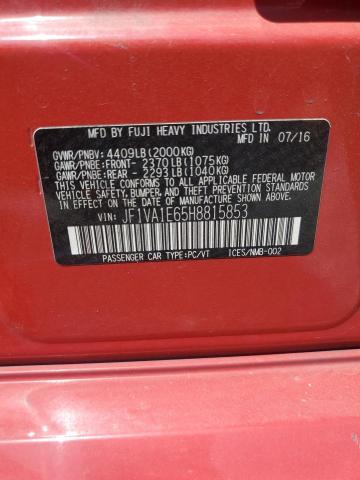 MFD BY FUJI HEAVY INDUSTRIES LTD.
MFD IN 07/16
GVWR/PNBV: 4409LB(2000KG)
GAWR/PNBE:FRONT- 2370LB(1075KG)
GAWR/PNBE:REAR - 2293LB(1040KG)
THIS VEHICLE CONFORMS TO ALL APPLICABLE FEDERAL MOTOR
VEHICLE SAFETY, BUMPER, AND THEFT PREVENTION STANDARDS IN
EFFECT ON THE DATE OF MANUFACTURE SHOWN ABOVE.
VIN: JF1VA1E65H8815853
PASSENGER CAR TYPE:PC/VT ICES/NMB-002